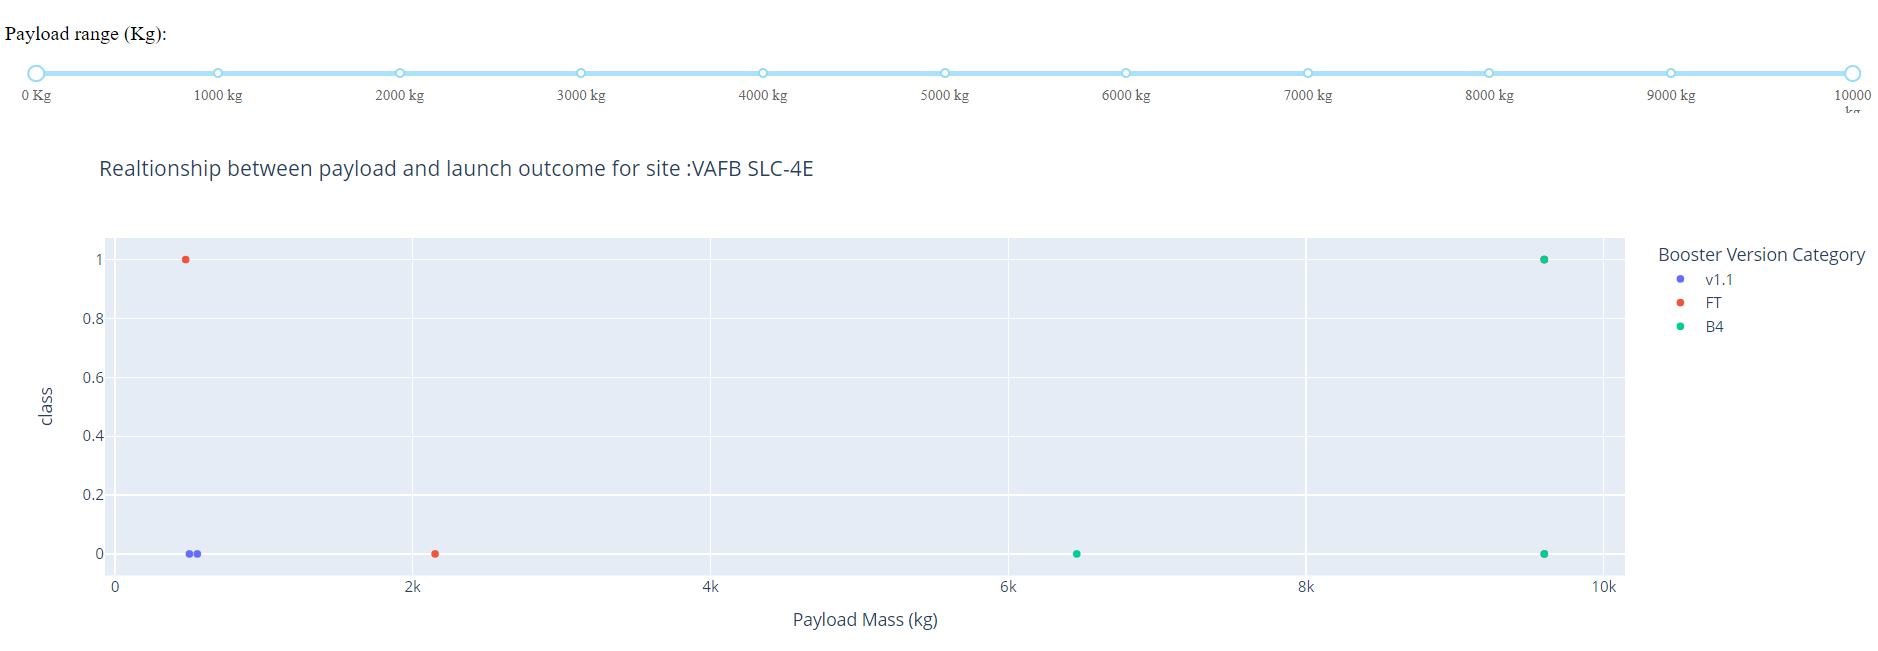 Payload range (Kg):
0 Kg 1000 kg 2000 kg 3000 kg 4000 kg 5000 kg 6000 kg 7000 kg 8000 kg 9000 kg 10000 kg
Realtionship between payload and launch outcome for site :VAFB SLC-4E
Booster Version Category
v1.1
FT
B4
1
0.8
0.6
0.4
0.2
0
class
0 2k 4k 6k 8k 10k
Payload Mass (kg)